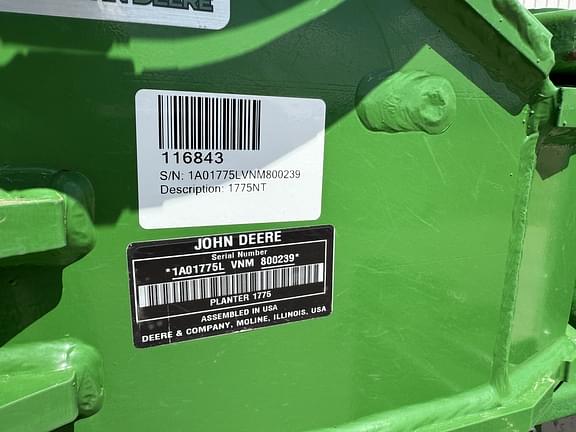 DEERE
116843
S/N: 1A01775LVNM800239
Description: 1775NT
JOHN DEERE
Serial Number
*1A01775L VNM 800239*
PLANTER 1775
ASSEMBLED IN USA
DEERE & COMPANY, MOLINE, ILLINOIS, USA